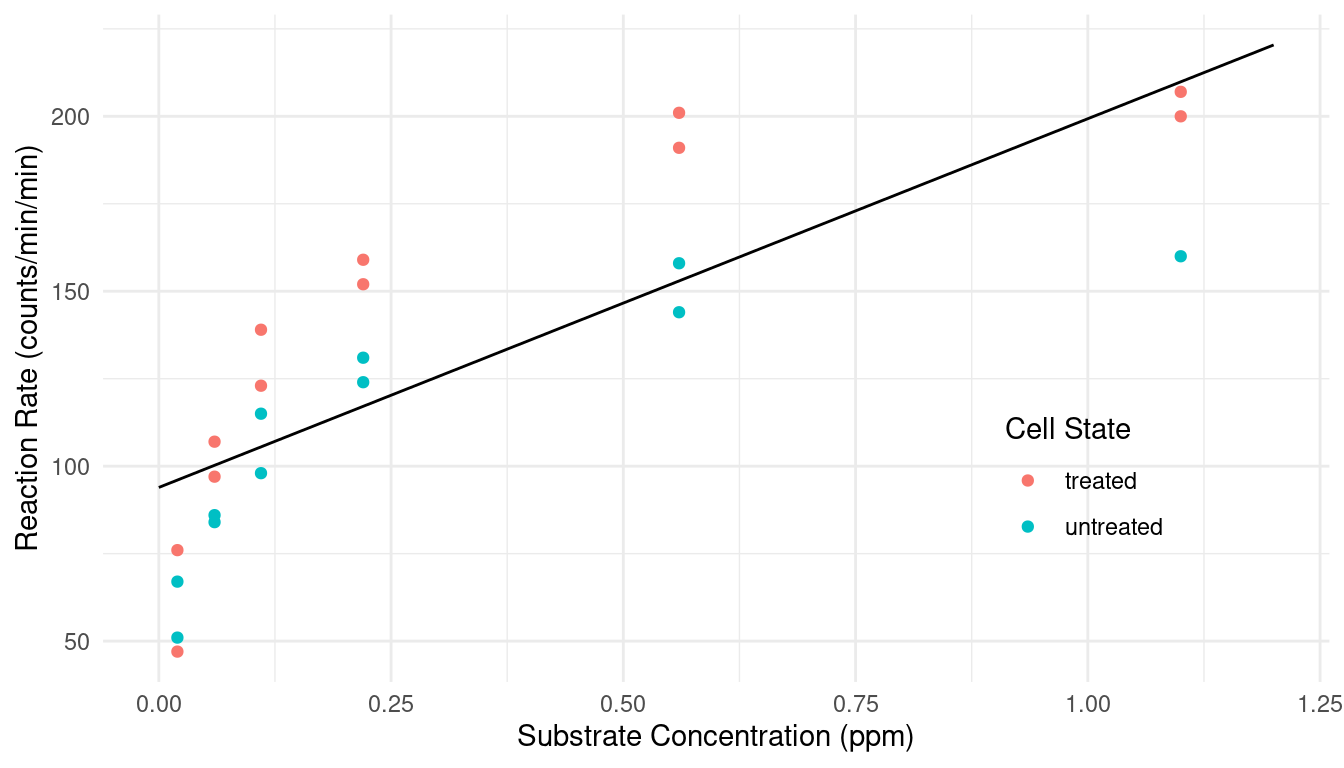 Reaction Rate (counts/min/min)
200
150
100
50
Cell State
treated
untreated
0.00 0.25 0.50 0.75 1.00 1.25
Substrate Concentration (ppm)